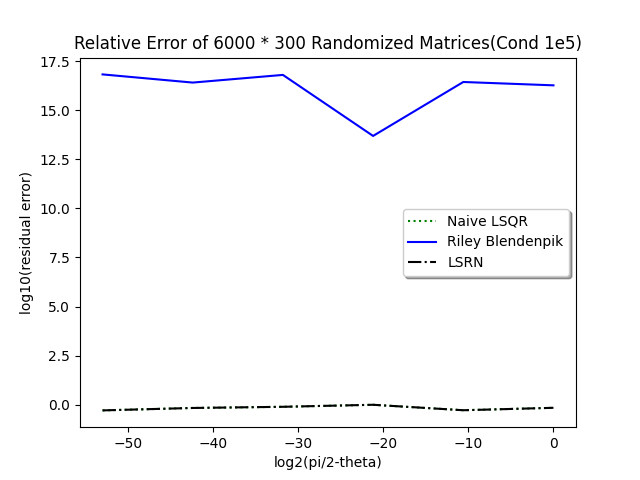 Relative Error of 6000 * 300 Randomized Matrices(Cond 1e5)
17.5
15.0
12.5
10.0
7.5
5.0
2.5
0.0
log10(residual error)
Naive LSQR
Riley Blendenpik
LSRN
−50
−40
−30
−20
−10
0
log2(pi/2-theta)